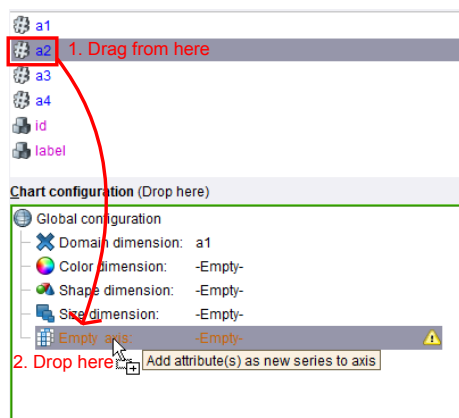 a1
a2 1. Drag from here
a3
a4
id
label
Chart configuration (Drop here)
Global configuration
Domain dimension: a1
Color dimension: -Empty-
Shape dimension: -Empty-
Size dimension: -Empty-
Empty axis: -Empty-
2. Drop here Add attribute(s) as new series to axis